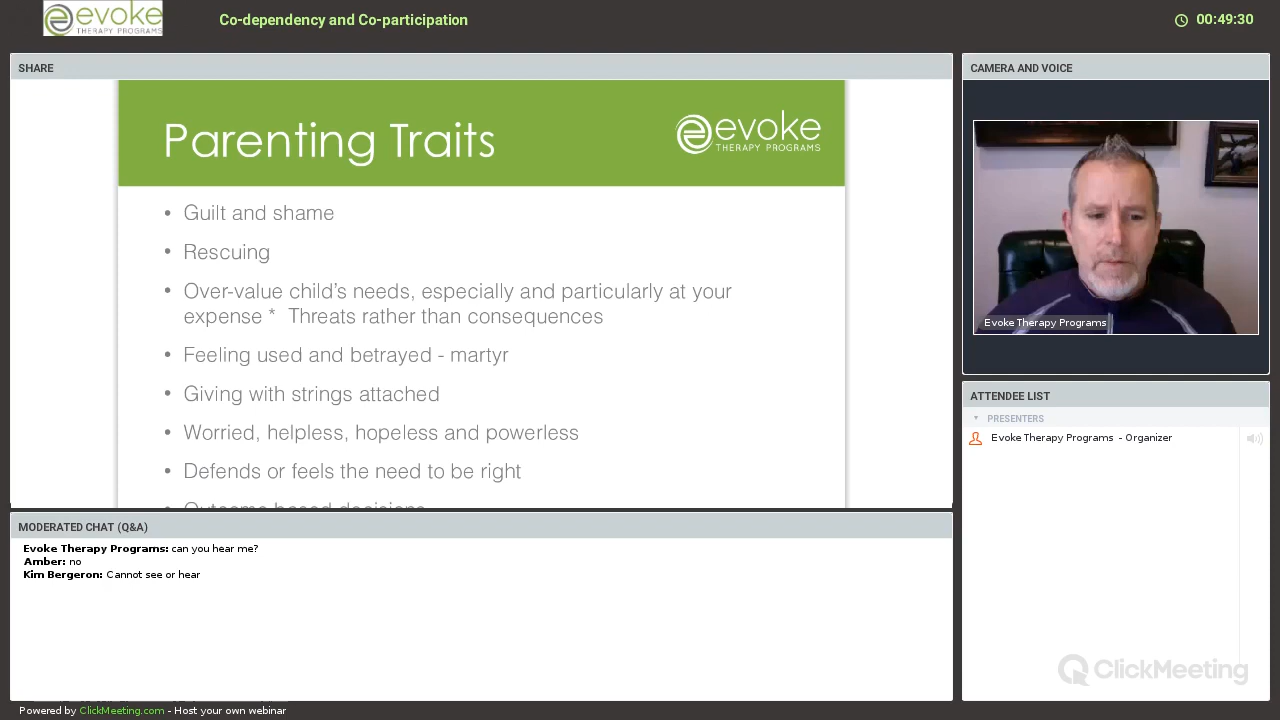 evoke
THERAPY PROGRAMS
Co-dependency and Co-participation
00:49:30
SHARE
Parenting Traits
evoke
THERAPY PROGRAMS
• Guilt and shame
• Rescuing
• Over-value child's needs, especially and particularly at your
expense * Threats rather than consequences
• Feeling used and betrayed - martyr
• Giving with strings attached
• Worried, helpless, hopeless and powerless
• Defends or feels the need to be right
Outcome based decisions
MODERATED CHAT (Q&A)
Evoke Therapy Programs: can you hear me?
Amber: no
Kim Bergeron: Cannot see or hear
CAMERA AND VOICE
Evoke Therapy Programs
ATTENDEE LIST
PRESENTERS
Evoke Therapy Programs - Organizer
ClickMeeting
Powered by ClickMeeting.com - Host your own webinar